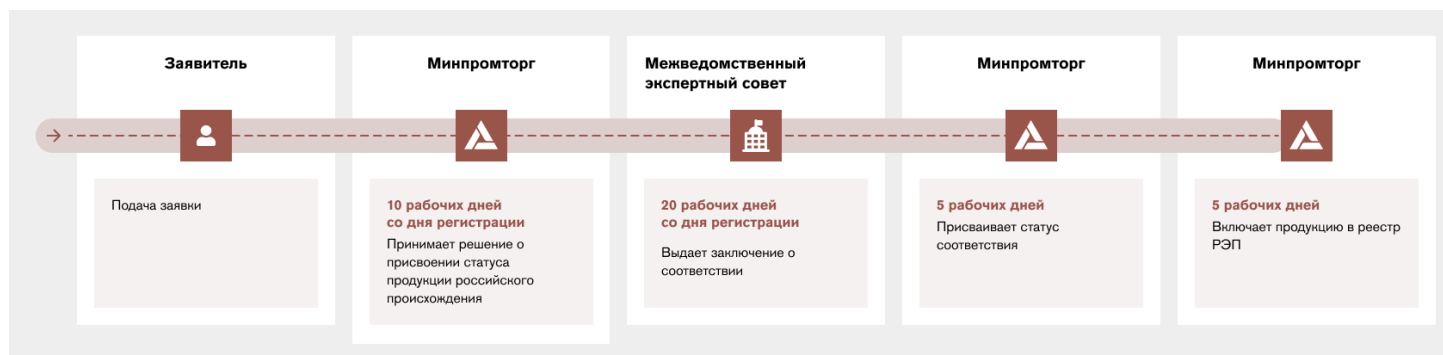 Заявитель
Подача заявки
Минпромторг
10 рабочих дней
со дня регистрации
Принимает решение о
присвоении статуса
продукции российского
происхождения
Межведомственный
экспертный совет
20 рабочих дней
со дня регистрации
Выдает заключение о
соответствии
Минпромторг
5 рабочих дней
Присваивает статус
соответствия
Минпромторг
5 рабочих дней
Включает продукцию в реестр
РЭП